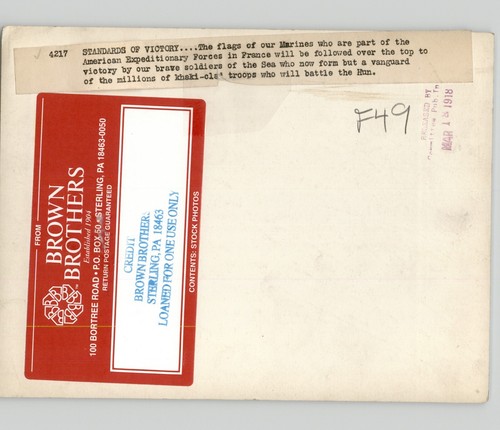 4217 STANDARDS OF VICTORY....The flags of our Marines who are part of the
American Expeditionary Forces in France will be followed over the top to
victory by our brave soldiers of the Sea who now form but a vanguard
of the millions of khaki-clad troops who will battle the Hun.
F49
RELEASED BY
MAR 18 1918
FROM
BROWN
BROTHERS
Established 1904
100 BORTREE ROAD • P.O. BOX 50 • STERLING, PA 18463-0050
RETURN POSTAGE GUARANTEED
CREDIT
BROWN BROTHER:
STERLING, PA 18463
LOANED FOR ONE USE ONLY
CONTENTS: STOCK PHOTOS